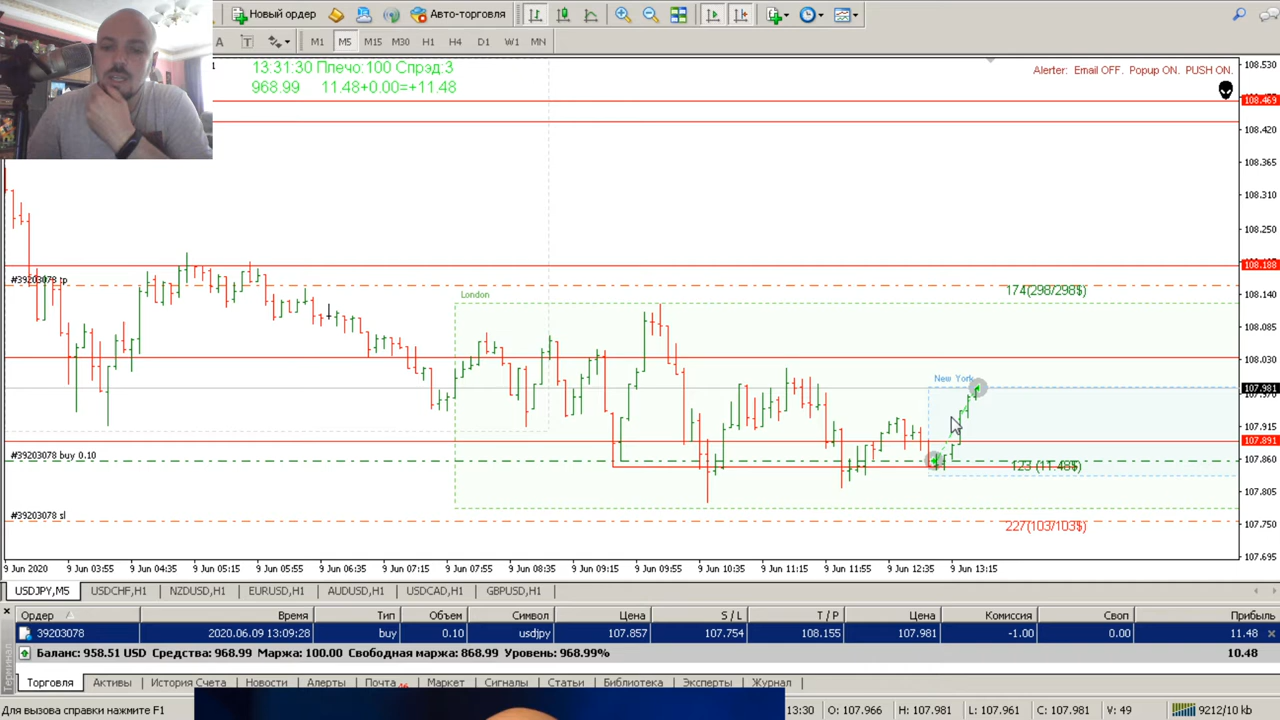 Новый ордер Авто-торговля
A T M1 M5 M15 M30 H1 H4 D1 W1 MN
13:31:30 Плечо:100 Спрэд:3
968.99 11.48+0.00=+11.48
Alerter: Email OFF. Popup ON. PUSH ON.
108.530
108.469
108.420
108.365
108.310
108.250
108.188
#39203078 tp
London
174(298/298$)
108.140
108.085
108.030
New York
107.981
107.970
107.915
107.891
#39203078 buy 0.10
123 (11.48$)
107.860
107.805
#39203078 sl
227(103/103$)
107.750
107.695
9 Jun 2020 9 Jun 03:55 9 Jun 04:35 9 Jun 05:15 9 Jun 05:55 9 Jun 06:35 9 Jun 07:15 9 Jun 07:55 9 Jun 08:35 9 Jun 09:15 9 Jun 09:55 9 Jun 10:35 9 Jun 11:15 9 Jun 11:55 9 Jun 12:35 9 Jun 13:15
USDJPY,M5 USDCHF,H1 NZDUSD,H1 EURUSD,H1 AUDUSD,H1 USDCAD,H1 GBPUSD,H1
Ордер Время Тип Объем Символ Цена S / L T / P Цена Комиссия Своп Прибыль
39203078 2020.06.09 13:09:28 buy 0.10 usdjpy 107.857 107.754 108.155 107.981 -1.00 0.00 11.48
Баланс: 958.51 USD Средства: 968.99 Маржа: 100.00 Свободная маржа: 868.99 Уровень: 968.99% 10.48
Терминал
Торговля Активы История Счета Новости Алерты Почта 46 Маркет Сигналы Статьи Библиотека Эксперты Журнал
Для вызова справки нажмите F1 13:30 O: 107.966 H: 107.981 L: 107.961 C: 107.981 V: 49 9212/10 kb